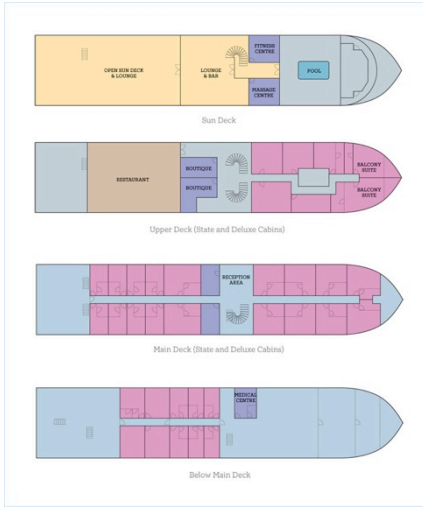 OPEN SUN DECK
& LOUNGE
LOUNGE
& BAR
FITNESS
CENTRE
MASSAGE
CENTRE
POOL
Sun Deck
RESTAURANT
BOUTIQUE
BOUTIQUE
BALCONY
SUITE
BALCONY
SUITE
Upper Deck (State and Deluxe Cabins)
RECEPTION
AREA
Main Deck (State and Deluxe Cabins)
MEDICAL
CENTRE
Below Main Deck